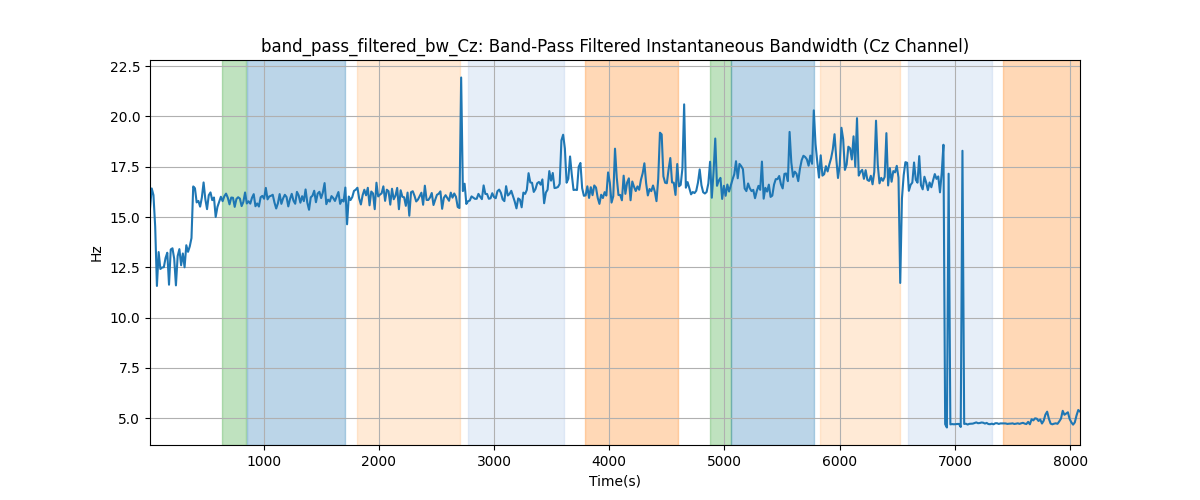 band_pass_filtered_bw_Cz: Band-Pass Filtered Instantaneous Bandwidth (Cz Channel)
22.5
20.0
17.5
15.0
12.5
10.0
7.5
5.0
Hz
1000 2000 3000 4000 5000 6000 7000 8000
Time(s)